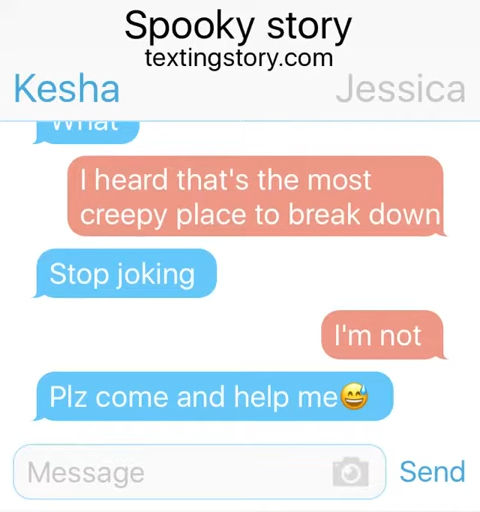 Spooky story
textingstory.com
Kesha Jessica
What
I heard that's the most
creepy place to break down
Stop joking
I'm not
Plz come and help me😅
Message Send